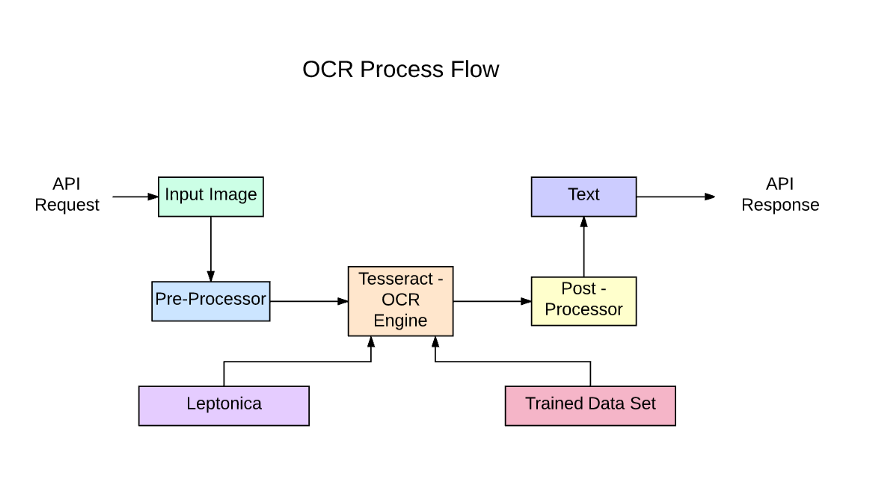 OCR Process Flow
API
Request
Input Image
Text
API
Response
Pre-Processor
Tesseract -
OCR
Engine
Post -
Processor
Leptonica
Trained Data Set